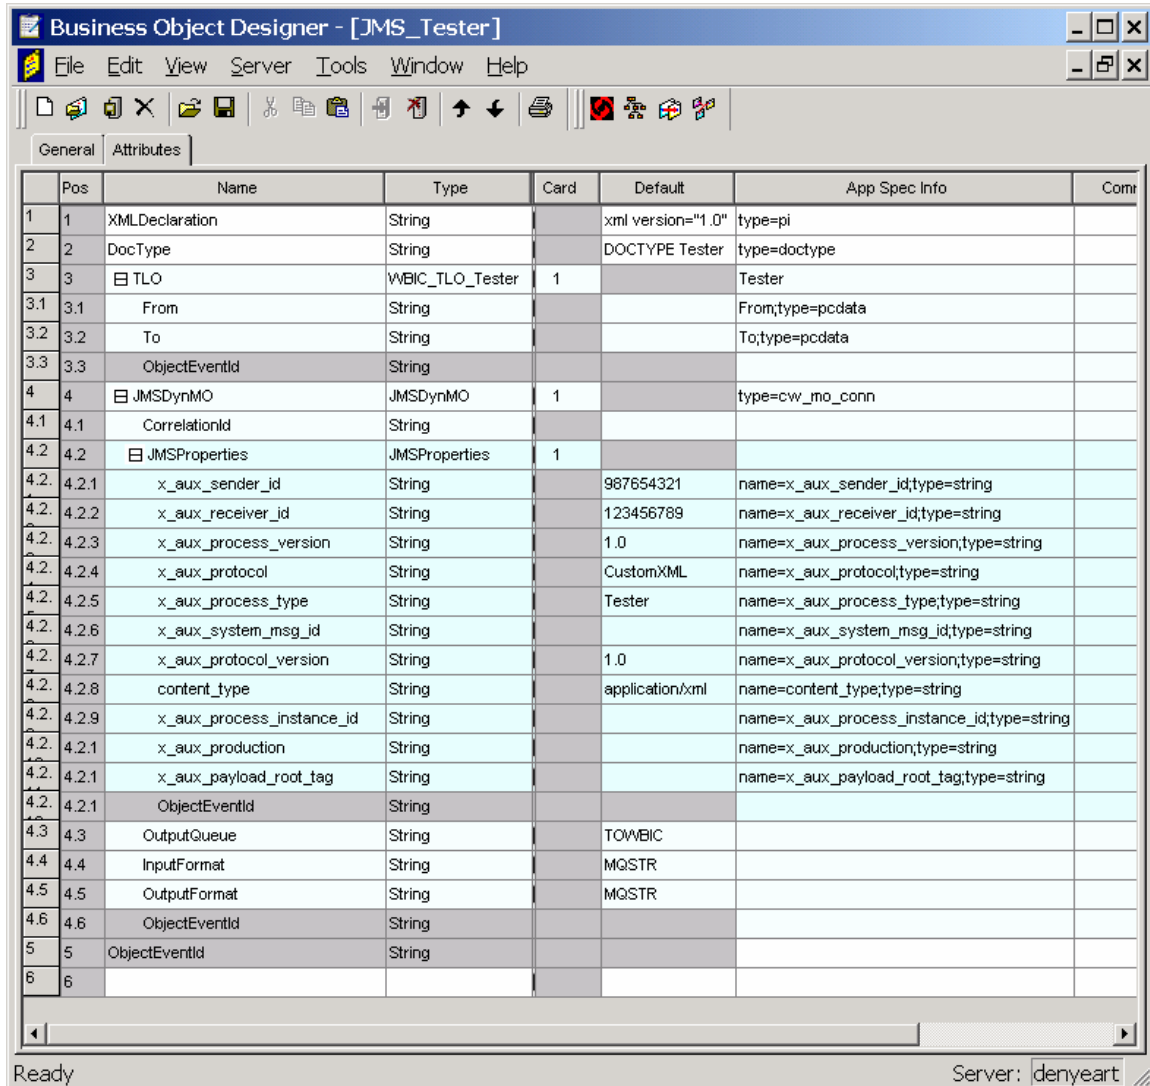 Business Object Designer - [JMS_Tester]
File Edit View Server Tools Window Help
General Attributes
Pos Name Type Card Default App Spec Info Comr
1 1 XMLDeclaration String xml version="1.0" type=pi
2 2 DocType String DOCTYPE Tester type=doctype
3 3 TLO WBIC_TLO_Tester 1 Tester
3.1 3.1 From String From;type=pcdata
3.2 3.2 To String To;type=pcdata
3.3 3.3 ObjectEventId String
4 4 JMSDynMO JMSDynMO 1 type=cw_mo_conn
4.1 4.1 CorrelationId String
4.2 4.2 JMSProperties JMSProperties 1
4.2. 4.2.1 x_aux_sender_id String 987654321 name=x_aux_sender_id;type=string
4.2. 4.2.2 x_aux_receiver_id String 123456789 name=x_aux_receiver_id;type=string
4.2. 4.2.3 x_aux_process_version String 1.0 name=x_aux_process_version;type=string
4.2. 4.2.4 x_aux_protocol String CustomXML name=x_aux_protocol;type=string
4.2. 4.2.5 x_aux_process_type String Tester name=x_aux_process_type;type=string
4.2. 4.2.6 x_aux_system_msg_id String name=x_aux_system_msg_id;type=string
4.2. 4.2.7 x_aux_protocol_version String 1.0 name=x_aux_protocol_version;type=string
4.2. 4.2.8 content_type String application/xml name=content_type;type=string
4.2. 4.2.9 x_aux_process_instance_id String name=x_aux_process_instance_id;type=string
4.2. 4.2.1 x_aux_production String name=x_aux_production;type=string
4.2. 4.2.1 x_aux_payload_root_tag String name=x_aux_payload_root_tag;type=string
4.2. 4.2.1 ObjectEventId String
4.3 4.3 OutputQueue String TOWBIC
4.4 4.4 InputFormat String MQSTR
4.5 4.5 OutputFormat String MQSTR
4.6 4.6 ObjectEventId String
5 5 ObjectEventId String
6 6
Ready Server: denyeart